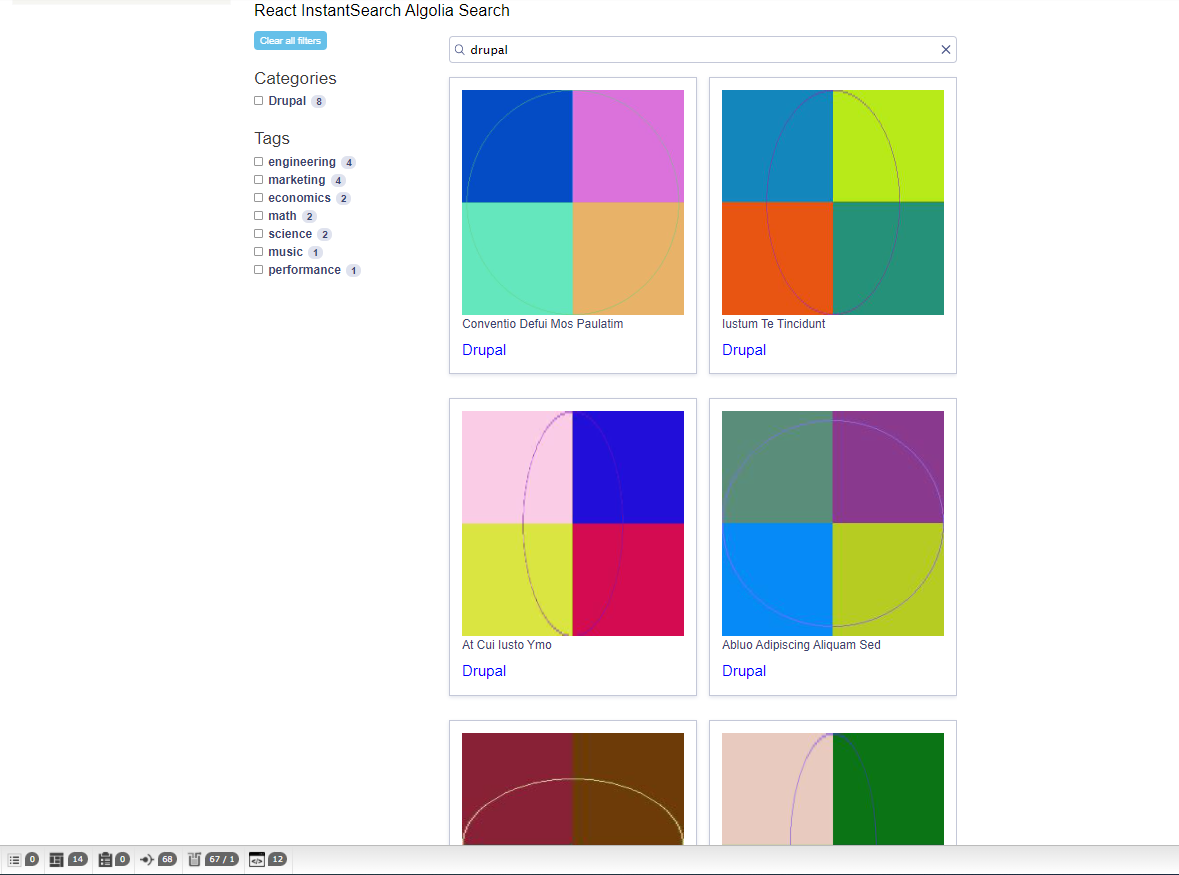 React InstantSearch Algolia Search
Clear all filters
drupal
Categories
Drupal 8
Tags
engineering 4
marketing 4
economics 2
math 2
science 2
music 1
performance 1
Conventio Defui Mos Paulatim
Drupal
Iustum Te Tincidunt
Drupal
At Cui Iusto Ymo
Drupal
Abluo Adipiscing Aliquam Sed
Drupal
0 14 0 68 67 / 1 12